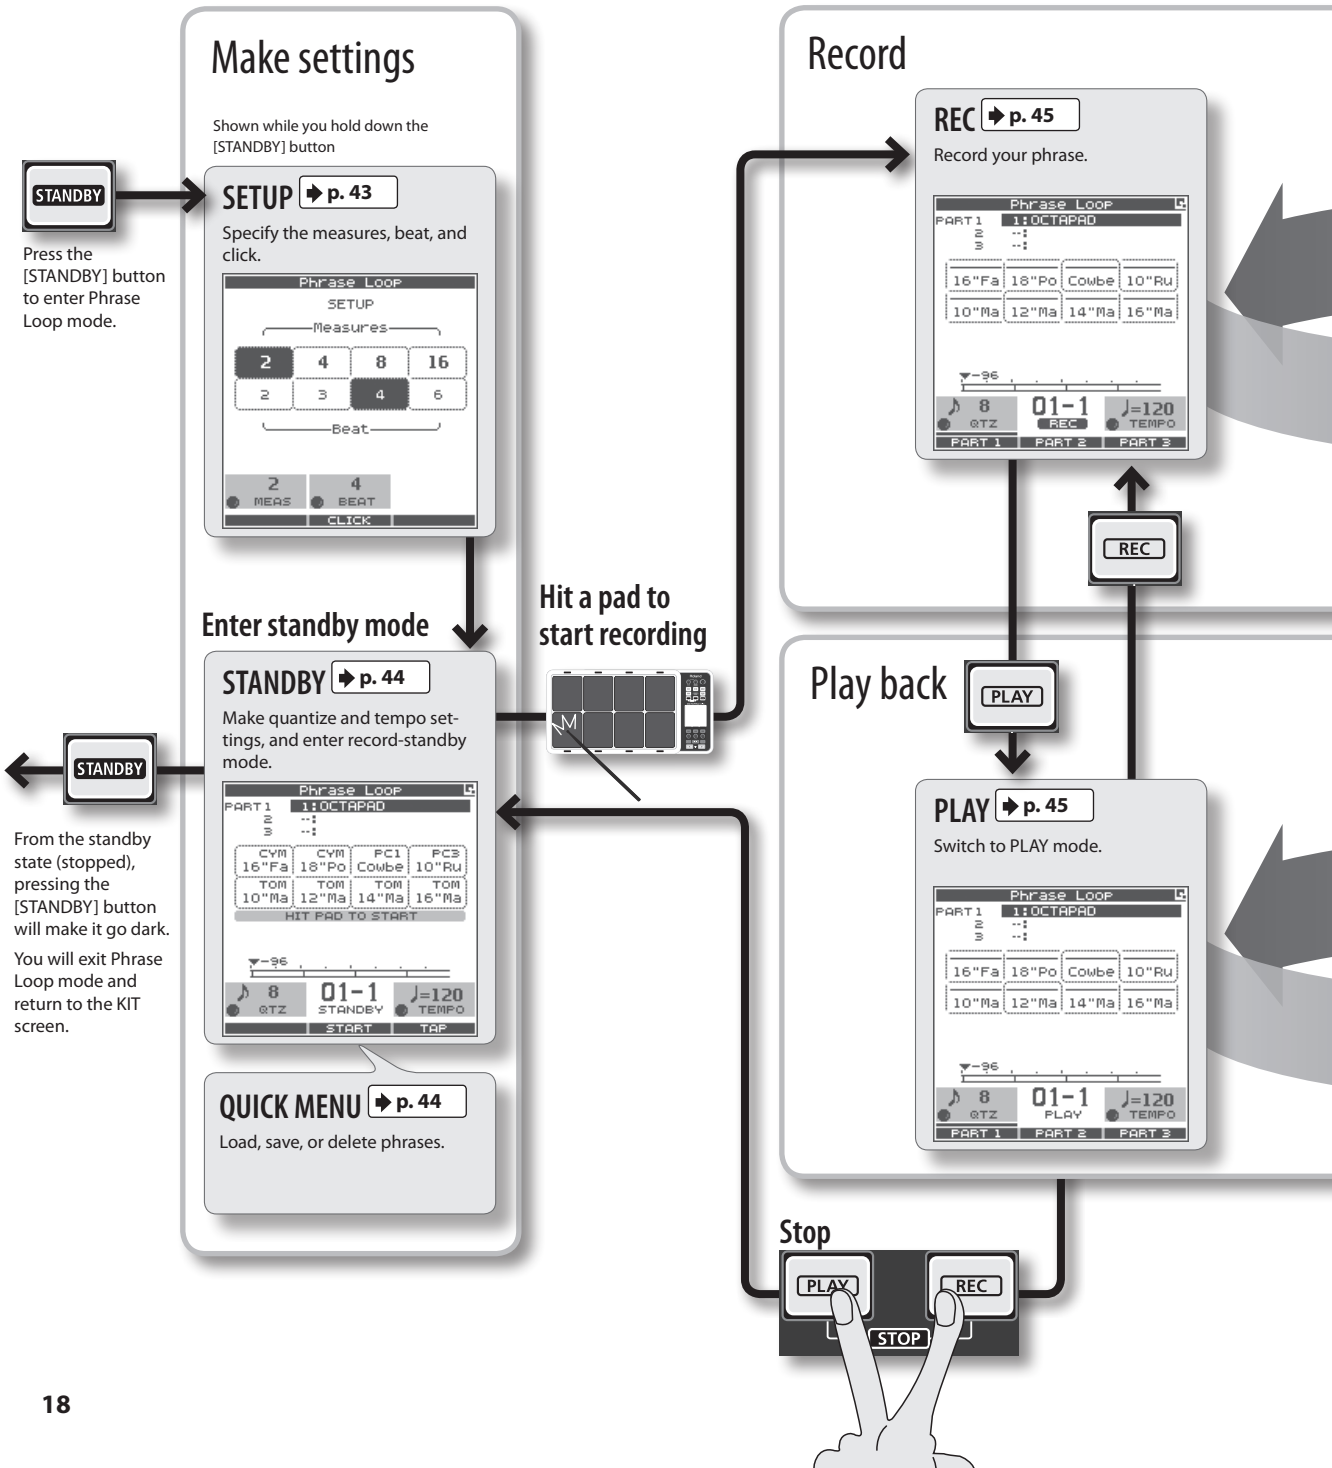 Make settings
Shown while you hold down the
[STANDBY] button
STANDBY
Press the
[STANDBY] button
to enter Phrase
Loop mode.
SETUP p. 43
Specify the measures, beat, and
click.
Phrase Loop
SETUP
Measures
2 4 8 16
2 3 4 6
Beat
2 4
MEAS BEAT
CLICK
Enter standby mode
STANDBY p. 44
Make quantize and tempo set-
tings, and enter record-standby
mode.
Phrase Loop
PART1 1:OCTAPAD
2 --:
3 --:
CYM CYM PC1 PC3
16"Fa 18"Po Cowbe 10"Ru
TOM TOM TOM TOM
10"Ma 12"Ma 14"Ma 16"Ma
HIT PAD TO START
-96
♪ 8 01-1 ♩=120
QTZ STANDBY TEMPO
START TAP
STANDBY
From the standby
state (stopped),
pressing the
[STANDBY] button
will make it go dark.
You will exit Phrase
Loop mode and
return to the KIT
screen.
QUICK MENU p. 44
Load, save, or delete phrases.
Hit a pad to
start recording
Record
REC p. 45
Record your phrase.
Phrase Loop
PART1 1:OCTAPAD
2 --:
3 --:
16"Fa 18"Po Cowbe 10"Ru
10"Ma 12"Ma 14"Ma 16"Ma
-96
♪ 8 01-1 ♩=120
QTZ REC TEMPO
PART 1 PART 2 PART 3
REC
Play back
PLAY
PLAY p. 45
Switch to PLAY mode.
Phrase Loop
PART1 1:OCTAPAD
2 --:
3 --:
16"Fa 18"Po Cowbe 10"Ru
10"Ma 12"Ma 14"Ma 16"Ma
-96
♪ 8 01-1 ♩=120
QTZ PLAY TEMPO
PART 1 PART 2 PART 3
Stop
PLAY REC
STOP
18